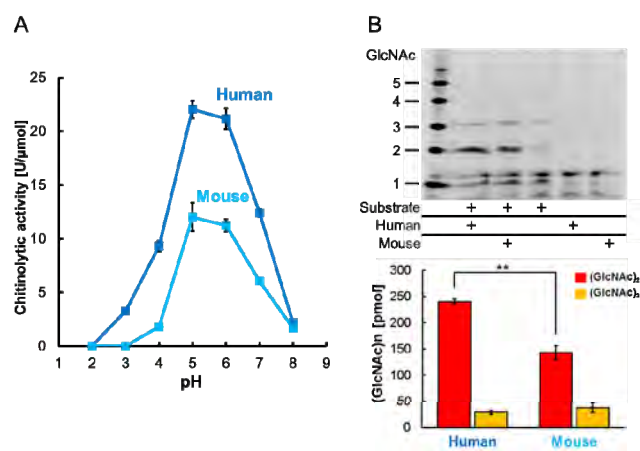 A
Chitinolytic activity [U/μmol]
25
20
15
10
5
0
1 2 3 4 5 6 7 8 9
pH
Human
Mouse
B
GlcNAc
5
4
3
2
1
Substrate + + +
Human + +
Mouse + +
(GlcNAc)n [pmol]
300
250
200
150
100
50
0
**
(GlcNAc)₂
(GlcNAc)₃
Human Mouse